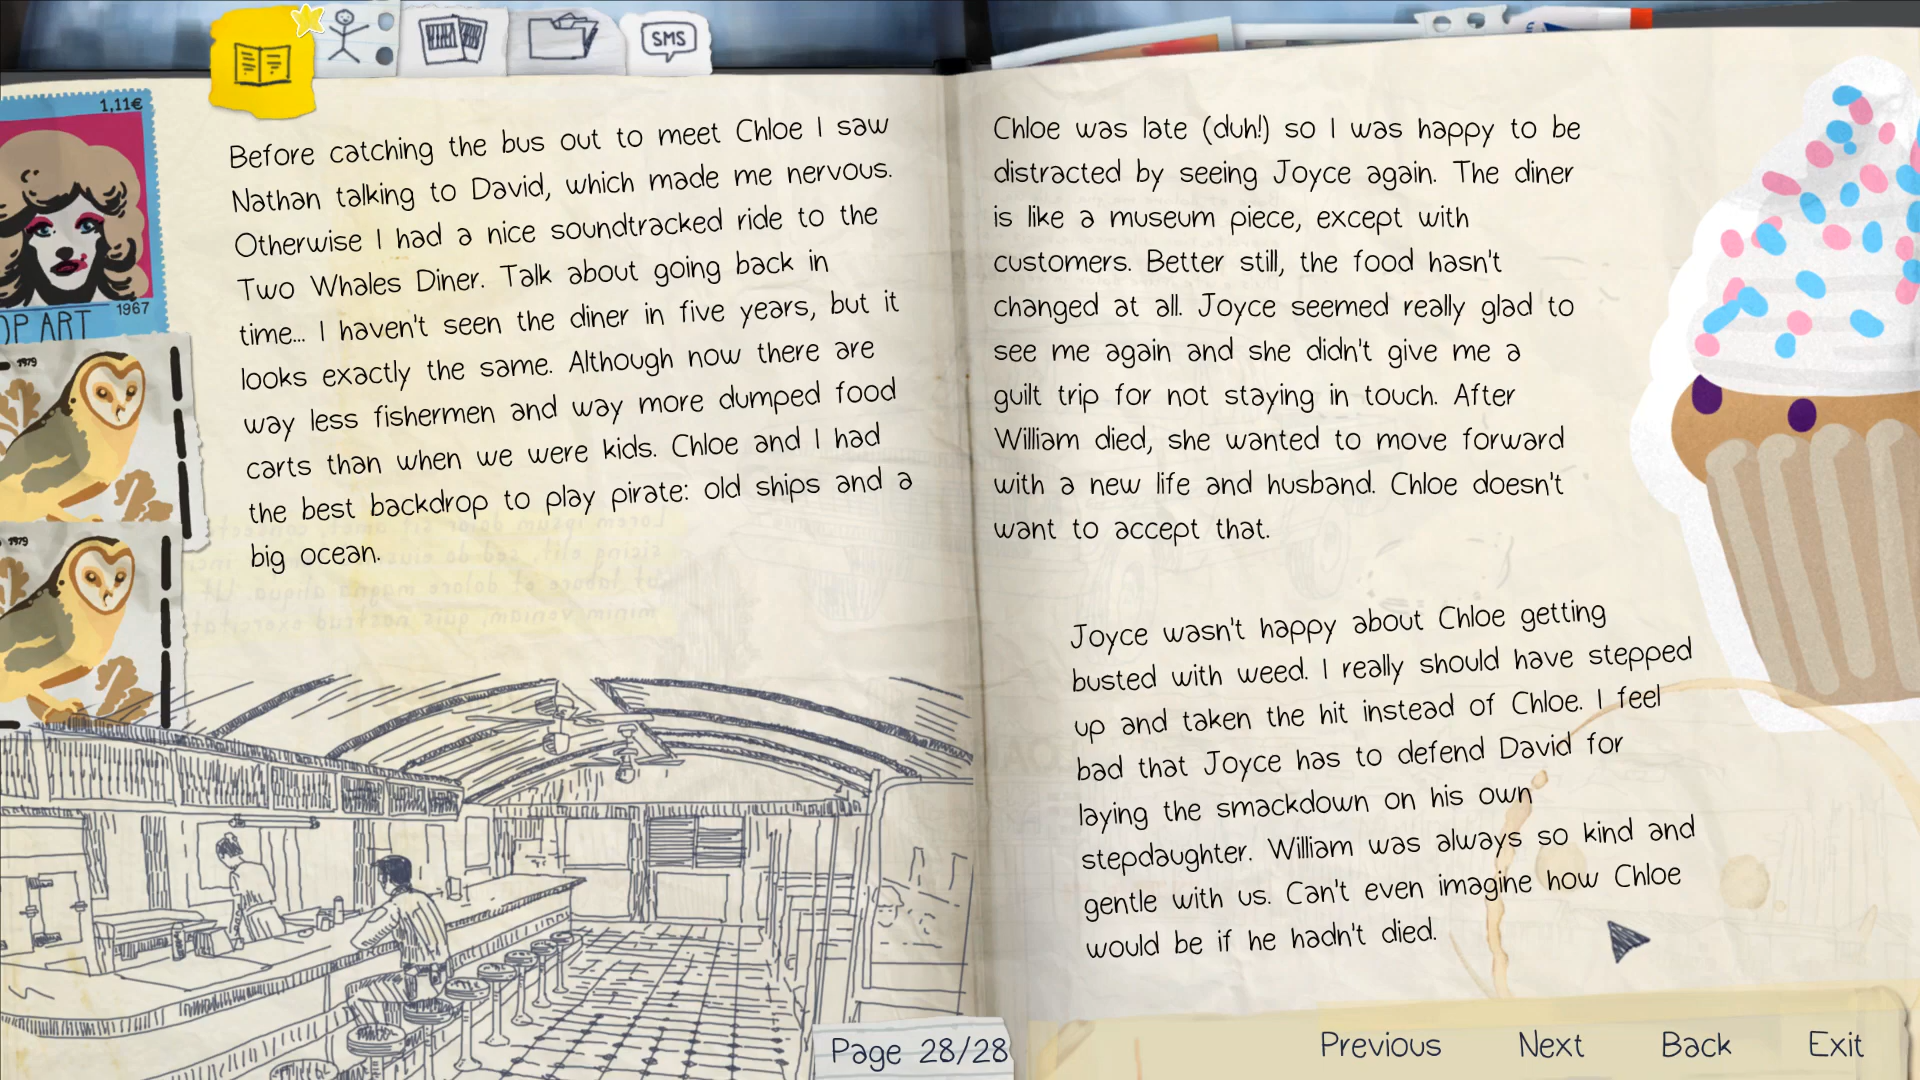 SMS
1,11€
1967
OP ART
1979
1979
Before catching the bus out to meet Chloe I saw
Nathan talking to David, which made me nervous.
Otherwise I had a nice soundtracked ride to the
Two Whales Diner. Talk about going back in
time... I haven't seen the diner in five years, but it
looks exactly the same. Although now there are
way less fishermen and way more dumped food
carts than when we were kids. Chloe and I had
the best backdrop to play pirate: old ships and a
big ocean.
Chloe was late (duh!) so I was happy to be
distracted by seeing Joyce again. The diner
is like a museum piece, except with
customers. Better still, the food hasn't
changed at all. Joyce seemed really glad to
see me again and she didn't give me a
guilt trip for not staying in touch. After
William died, she wanted to move forward
with a new life and husband. Chloe doesn't
want to accept that.
Joyce wasn't happy about Chloe getting
busted with weed. I really should have stepped
up and taken the hit instead of Chloe. I feel
bad that Joyce has to defend David for
laying the smackdown on his own
stepdaughter. William was always so kind and
gentle with us. Can't even imagine how Chloe
would be if he hadn't died.
Page 28/28
Previous Next Back Exit